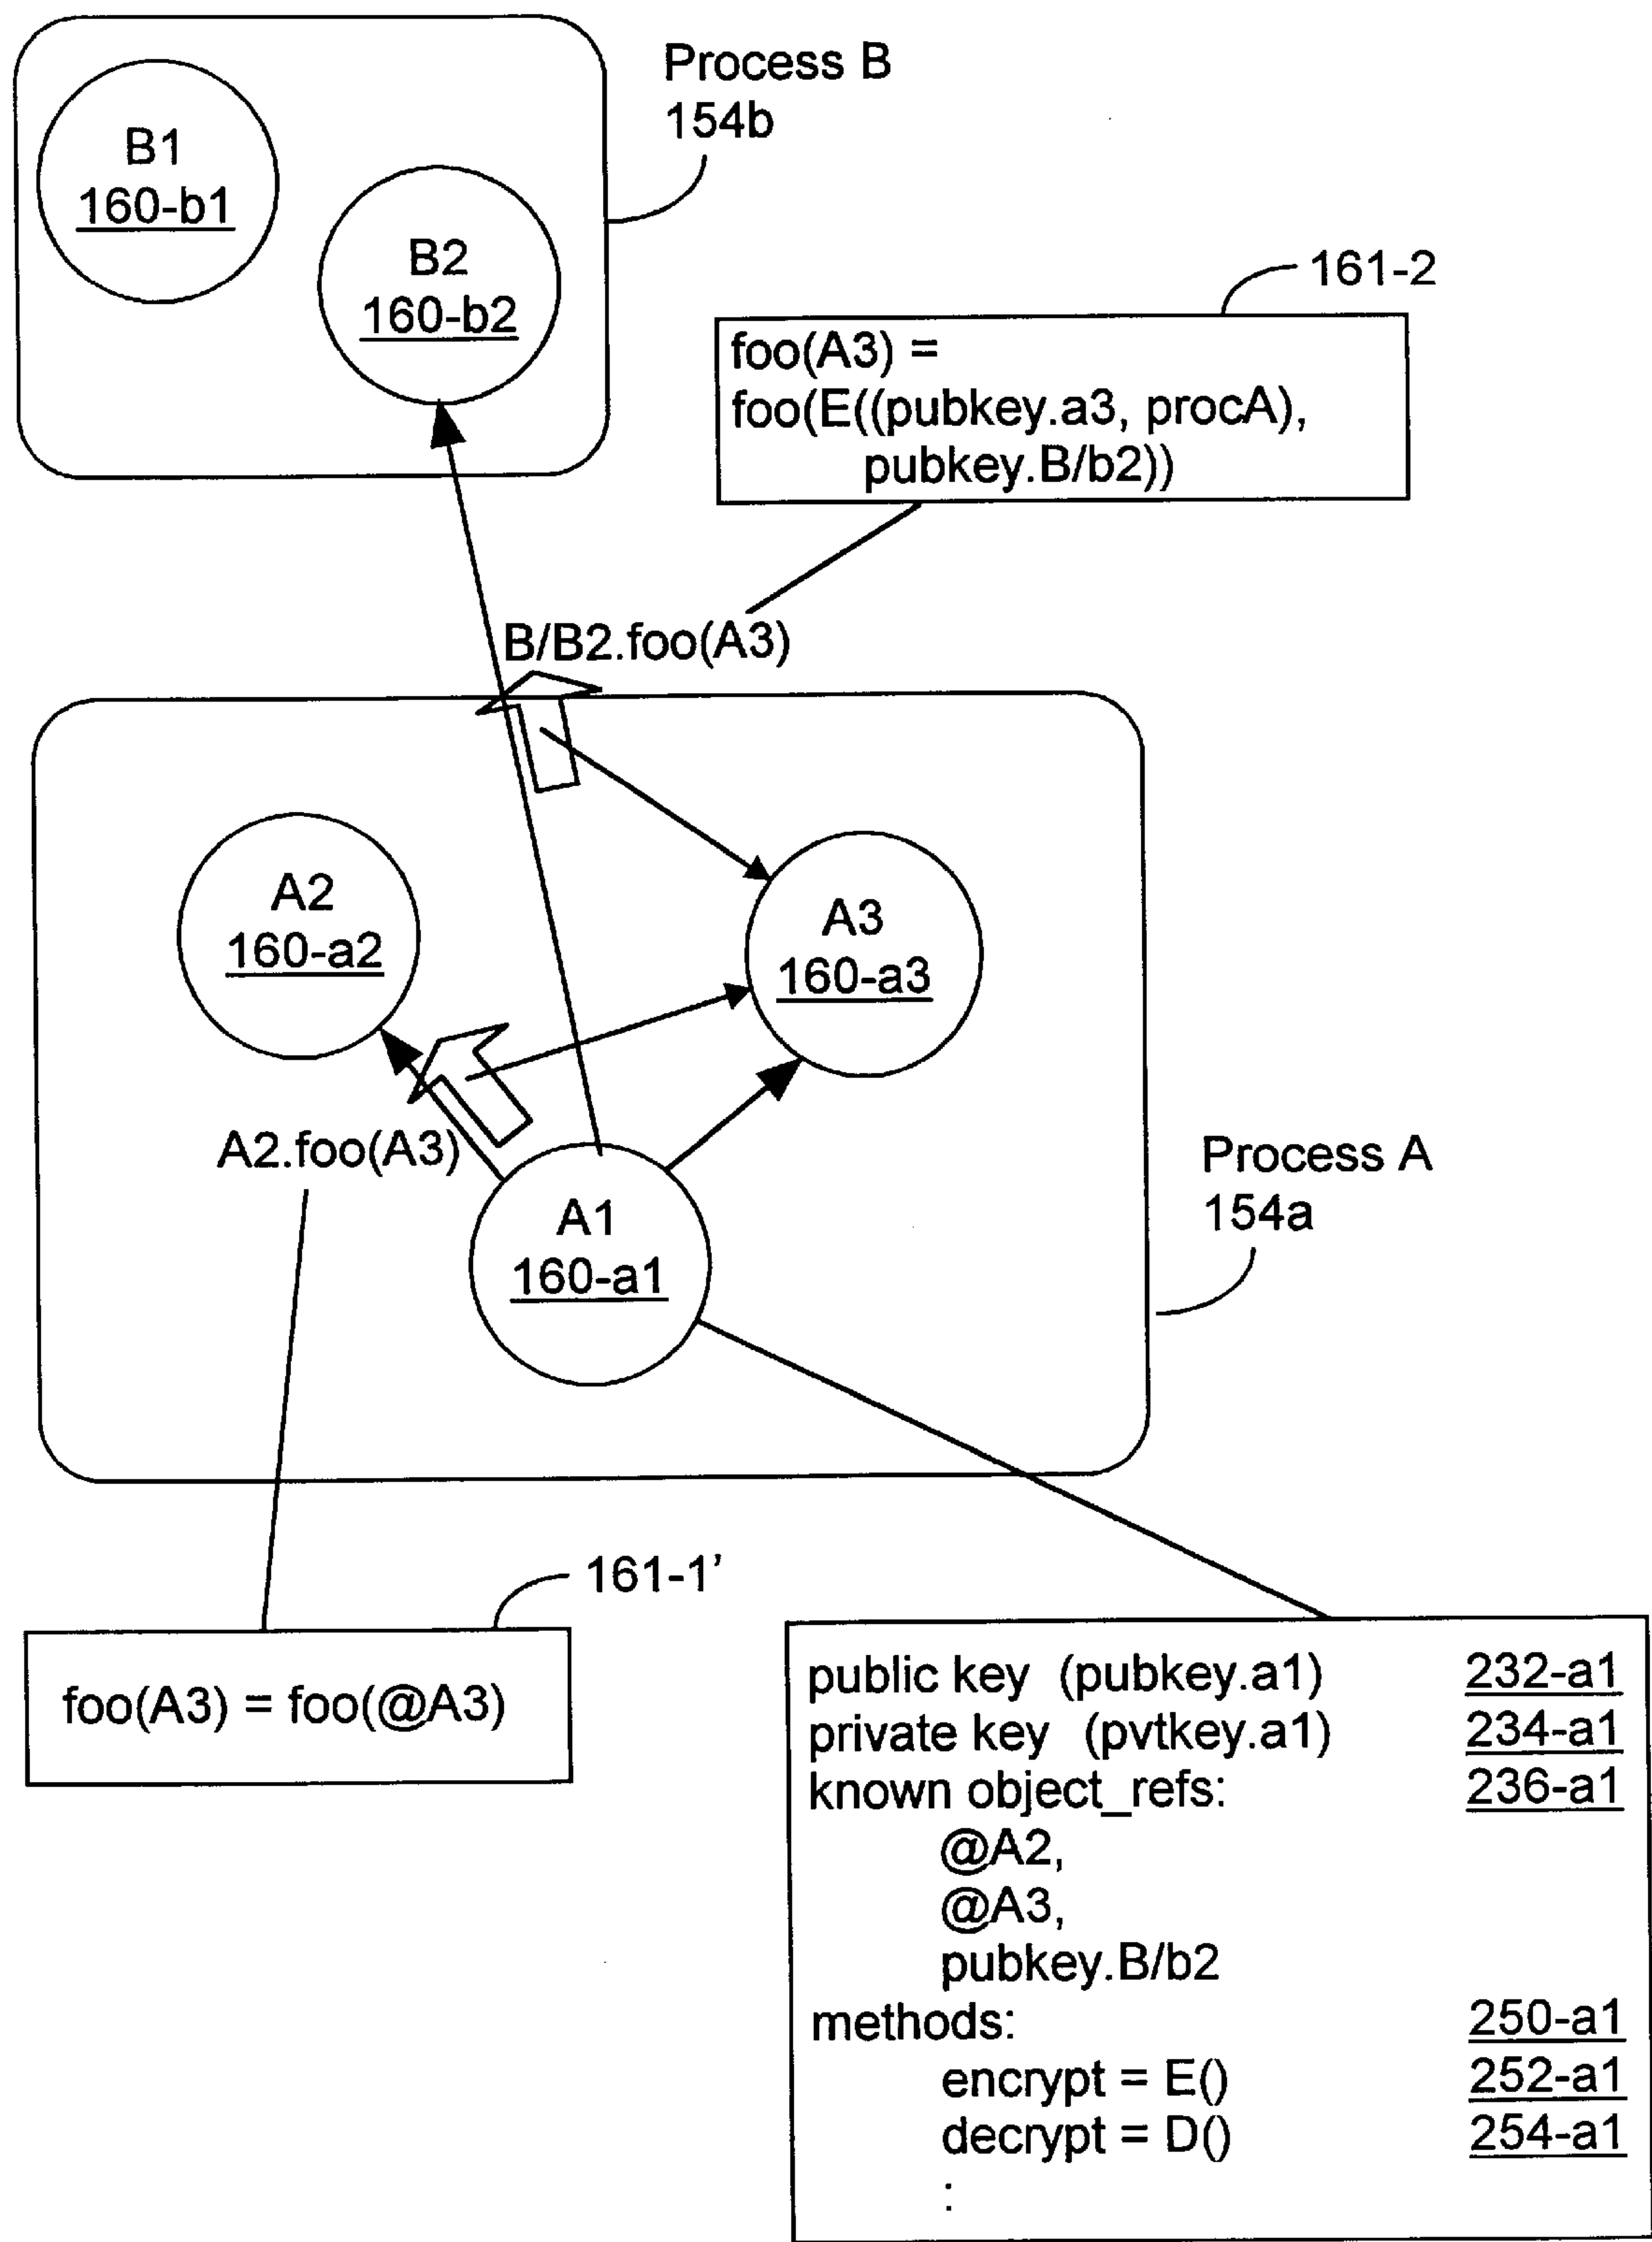 Process B
154b
B1
160-b1
B2
160-b2
161-2
foo(A3) =
foo(E((pubkey.a3, procA),
pubkey.B/b2))
B/B2.foo(A3)
A2
160-a2
A3
160-a3
A2.foo(A3)
Process A
154a
A1
160-a1
161-1’
foo(A3) = foo(@A3)
public key (pubkey.a1) 232-a1
private key (pvtkey.a1) 234-a1
known object_refs: 236-a1
@A2,
@A3,
pubkey.B/b2
methods: 250-a1
encrypt = E() 252-a1
decrypt = D() 254-a1
: